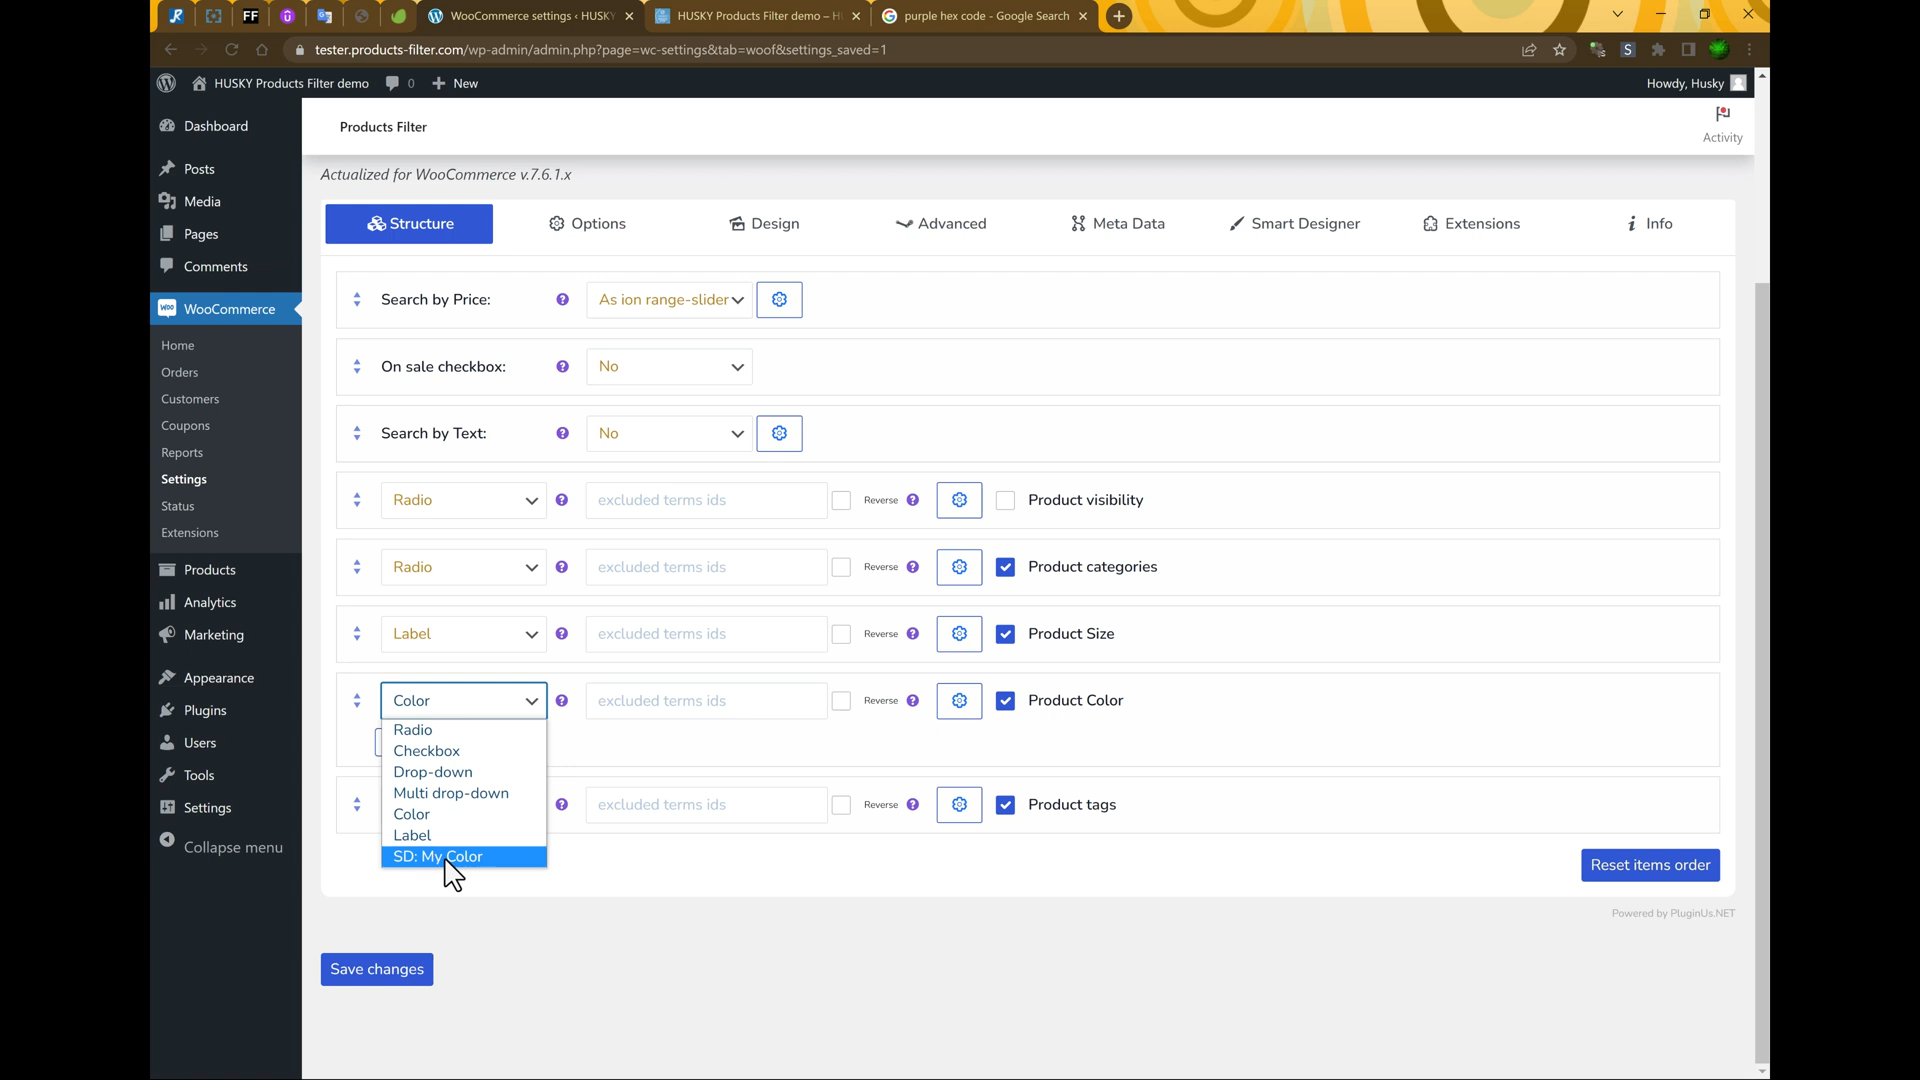 WooCommerce settings ‹ HUSKY
HUSKY Products Filter demo – H
purple hex code - Google Search
tester.products-filter.com/wp-admin/admin.php?page=wc-settings&tab=woof&settings_saved=1
HUSKY Products Filter demo
0
New
Howdy, Husky
Dashboard
Posts
Media
Pages
Comments
WooCommerce
Home
Orders
Customers
Coupons
Reports
Settings
Status
Extensions
Products
Analytics
Marketing
Appearance
Plugins
Users
Tools
Settings
Collapse menu
Products Filter
Activity
Actualized for WooCommerce v.7.6.1.x
Structure
Options
Design
Advanced
Meta Data
Smart Designer
Extensions
Info
Search by Price: As ion range-slider
On sale checkbox: No
Search by Text: No
Radio excluded terms ids Reverse Product visibility
Radio excluded terms ids Reverse Product categories
Label excluded terms ids Reverse Product Size
Color excluded terms ids Reverse Product Color
Radio
Checkbox
Drop-down
Multi drop-down
Color
Label
SD: My Color
excluded terms ids Reverse Product tags
Reset items order
Powered by PluginUs.NET
Save changes